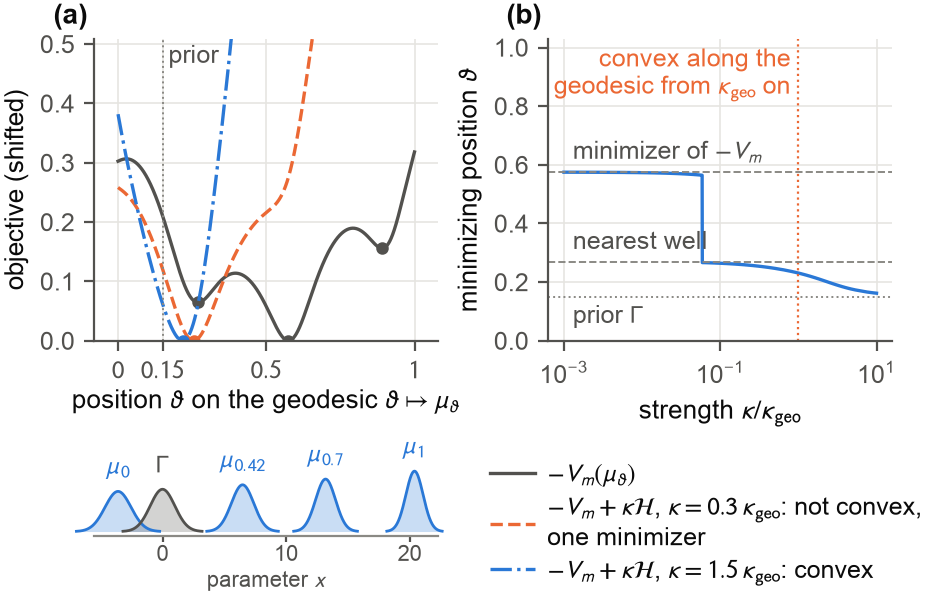 (a)
prior
objective (shifted)
0.5
0.4
0.3
0.2
0.1
0.0
0 0.15 0.5 1
position ϑ on the geodesic ϑ ↦ μ_ϑ
(b)
convex along the
geodesic from κ_geo on
minimizer of −V_m
nearest well
prior Γ
minimizing position ϑ
1.0
0.8
0.6
0.4
0.2
0.0
10⁻³ 10⁻¹ 10¹
strength κ/κ_geo
μ₀ Γ μ_0.42 μ_0.7 μ₁
0 10 20
parameter x
−V_m(μ_ϑ)
−V_m + κℋ, κ = 0.3 κ_geo: not convex,
one minimizer
−V_m + κℋ, κ = 1.5 κ_geo: convex